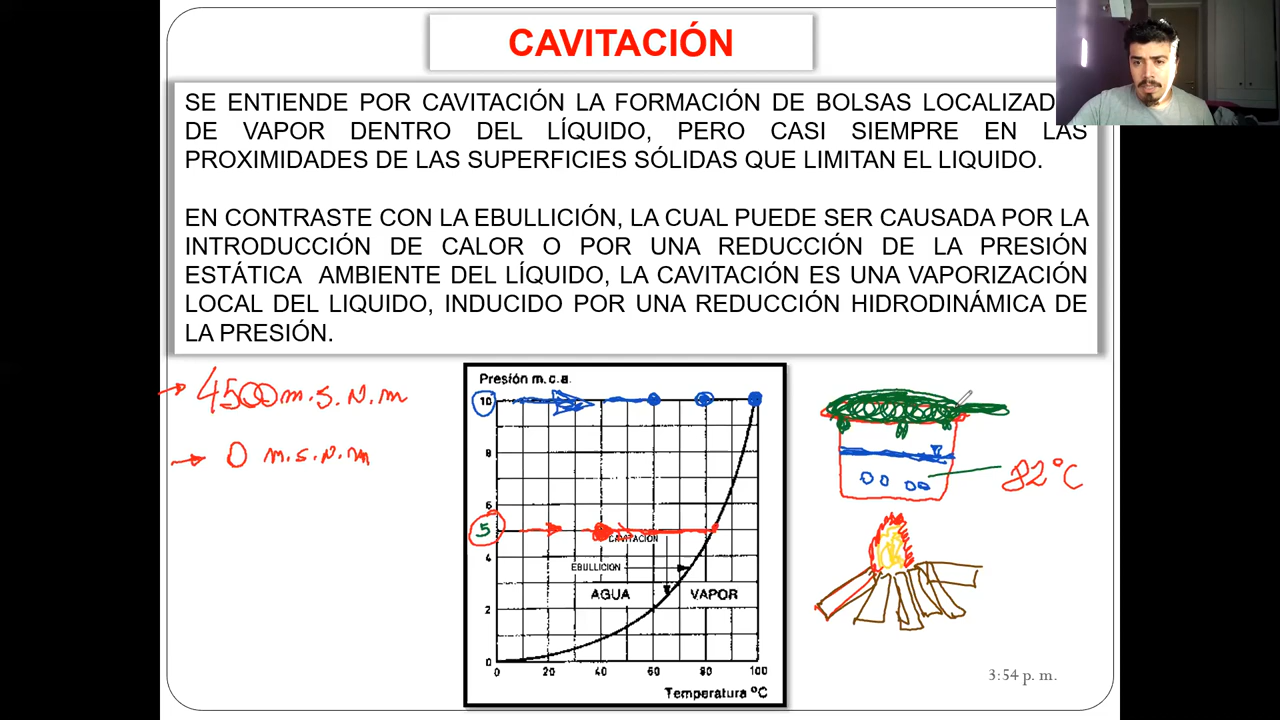 CAVITACIÓN
SE ENTIENDE POR CAVITACIÓN LA FORMACIÓN DE BOLSAS LOCALIZAD
DE VAPOR DENTRO DEL LÍQUIDO, PERO CASI SIEMPRE EN LAS
PROXIMIDADES DE LAS SUPERFICIES SÓLIDAS QUE LIMITAN EL LIQUIDO.
EN CONTRASTE CON LA EBULLICIÓN, LA CUAL PUEDE SER CAUSADA POR LA
INTRODUCCIÓN DE CALOR O POR UNA REDUCCIÓN DE LA PRESIÓN
ESTÁTICA AMBIENTE DEL LÍQUIDO, LA CAVITACIÓN ES UNA VAPORIZACIÓN
LOCAL DEL LIQUIDO, INDUCIDO POR UNA REDUCCIÓN HIDRODINÁMICA DE
LA PRESIÓN.
4500 m.s.N.m
0 m.s.N.m
Presión m.c.a.
10
8
6
5
4
2
0
CAVITACION
EBULLICION
AGUA VAPOR
0 20 40 60 80 100
Temperatura ºC
82°C
3:54 p. m.